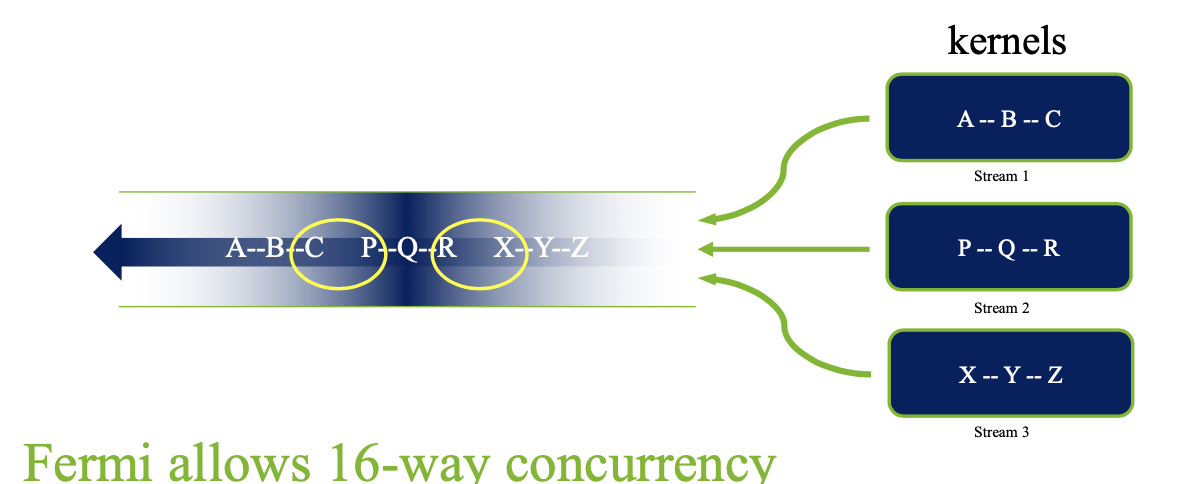 kernels
A -- B -- C
Stream 1
A--B--C P--Q--R X--Y--Z
P -- Q -- R
Stream 2
X -- Y -- Z
Stream 3
Fermi allows 16-way concurrency